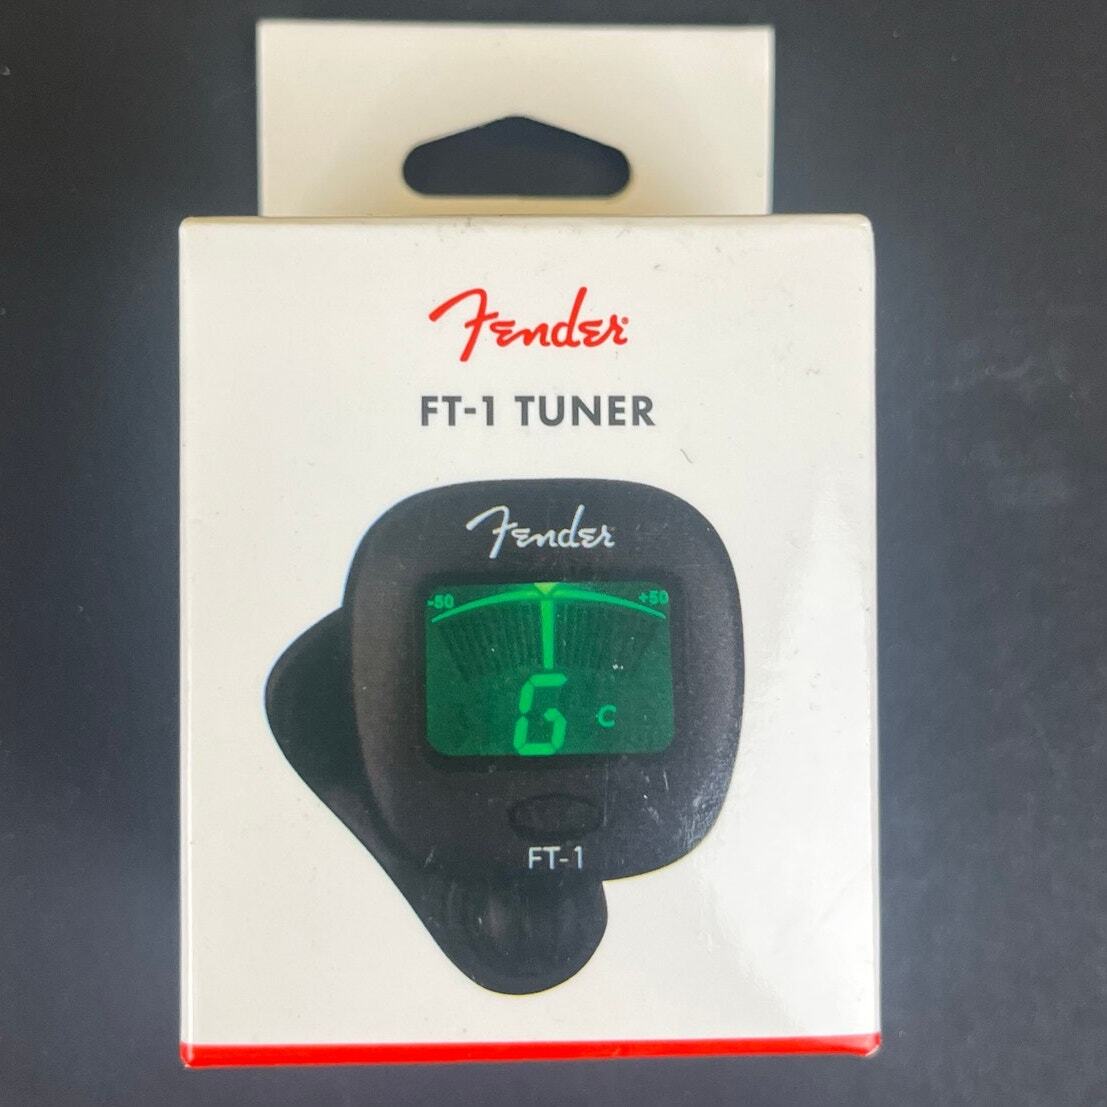 Fender
FT-1 TUNER
Fender
-50 +50
G C
FT-1